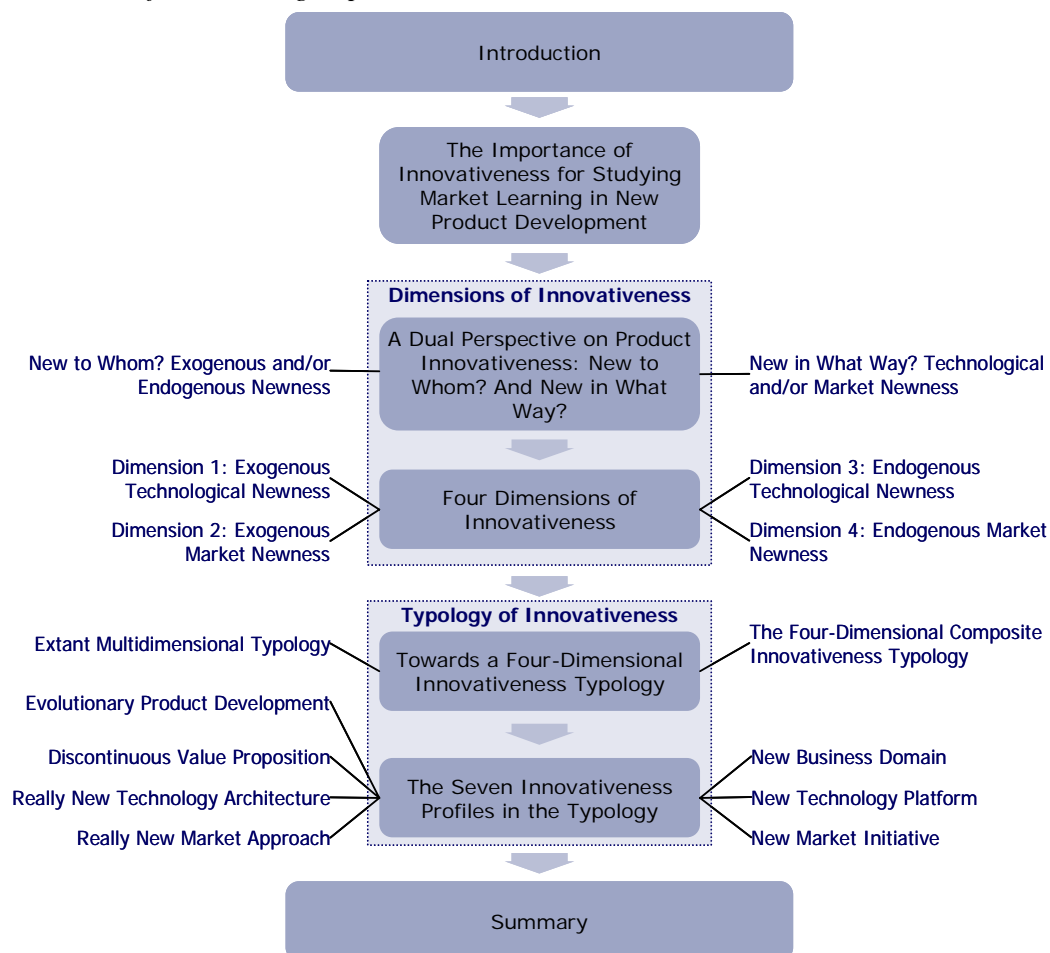 Introduction
The Importance of
Innovativeness for Studying
Market Learning in New
Product Development
Dimensions of Innovativeness
A Dual Perspective on Product
Innovativeness: New to
Whom? And New in What
Way?
New to Whom? Exogenous and/or
Endogenous Newness
New in What Way? Technological
and/or Market Newness
Dimension 1: Exogenous
Technological Newness
Dimension 2: Exogenous
Market Newness
Four Dimensions of
Innovativeness
Dimension 3: Endogenous
Technological Newness
Dimension 4: Endogenous Market
Newness
Typology of Innovativeness
Extant Multidimensional Typology
Towards a Four-Dimensional
Innovativeness Typology
The Four-Dimensional Composite
Innovativeness Typology
Evolutionary Product Development
Discontinuous Value Proposition
Really New Technology Architecture
Really New Market Approach
The Seven Innovativeness
Profiles in the Typology
New Business Domain
New Technology Platform
New Market Initiative
Summary